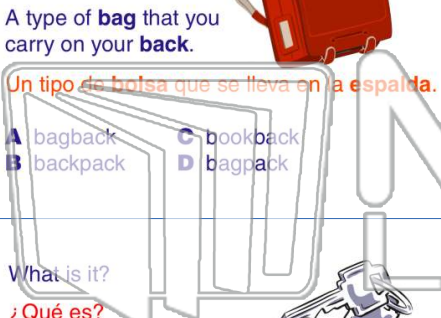 A type of bag that you
carry on your back.
Un tipo de bolsa que se lleva en la espalda.
A bagback C bookback
B backpack D bagpack
What is it?
¿Qué es?